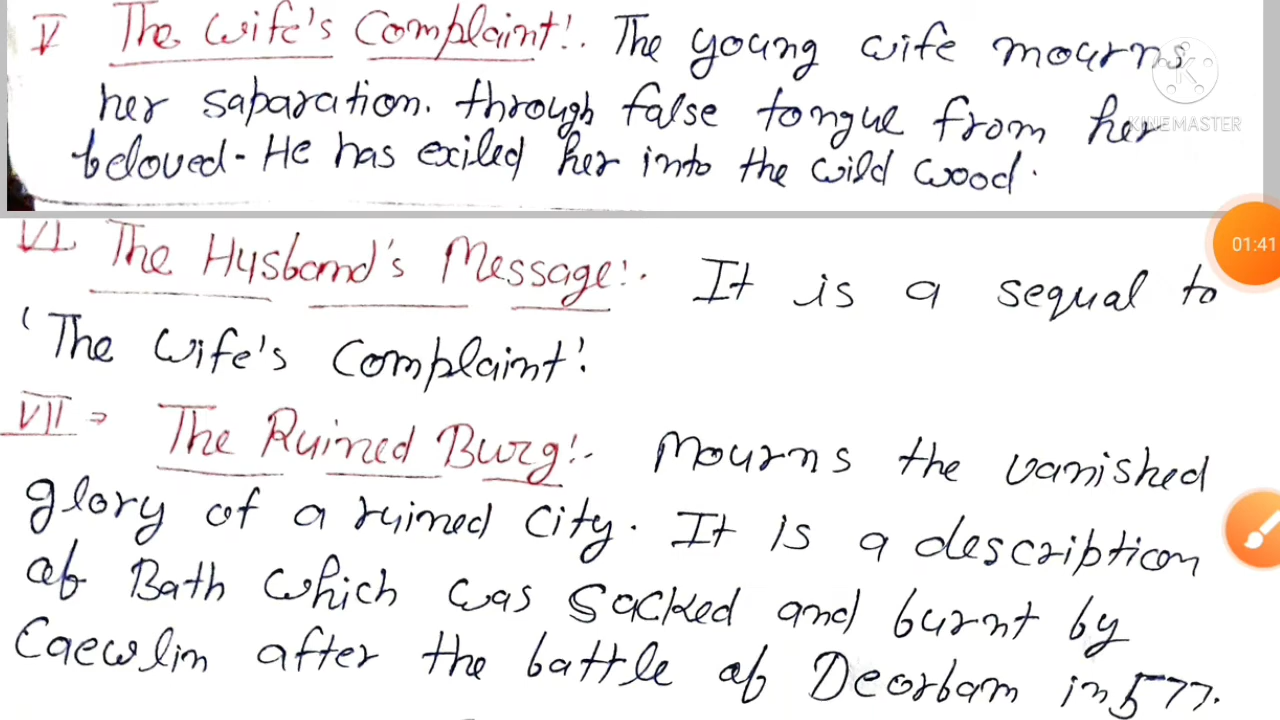 V The Wife's Complaint:. The young wife mourns
her saparation. through false tongue from her
beloved- He has exiled her into the wild wood.
KINEMASTER
VI The Husband's Message:. It is a sequal to
01:41
'The Wife's Complaint'.
VII => The Ruined Burg:- Mourns the vanished
glory of a ruined city. It is a description
of Bath which was sacked and burnt by
Caewlin after the battle of Deorbam in 577.